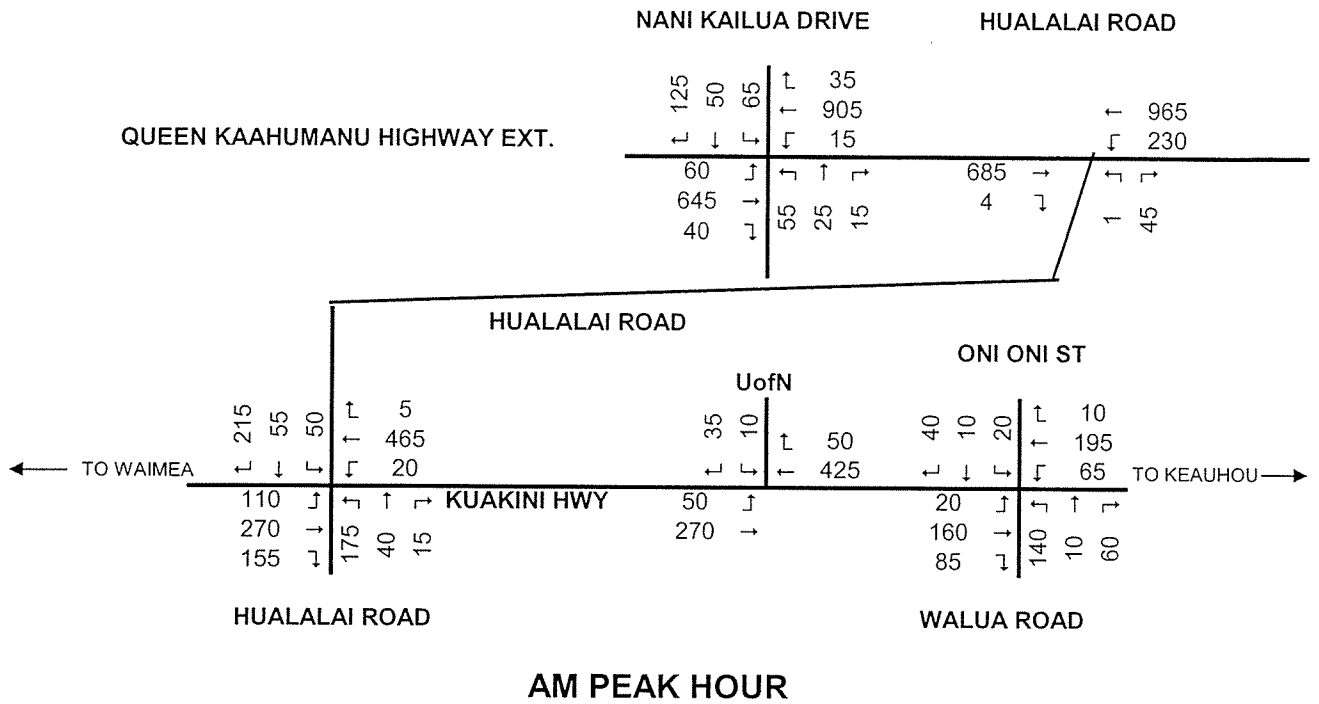 NANI KAILUA DRIVE
HUALALAI ROAD
QUEEN KAAHUMANU HIGHWAY EXT.
125 50 65
35
905
15
60
645
40
55 25 15
965
230
685
4
1 45
HUALALAI ROAD
ONI ONI ST
UofN
TO WAIMEA
215 55 50
5
465
20
110
270
155
175 40 15
KUAKINI HWY
35 10
50
425
50
270
40 10 20
10
195
65
20
160
85
140 10 60
TO KEAUHOU
HUALALAI ROAD
WALUA ROAD
AM PEAK HOUR